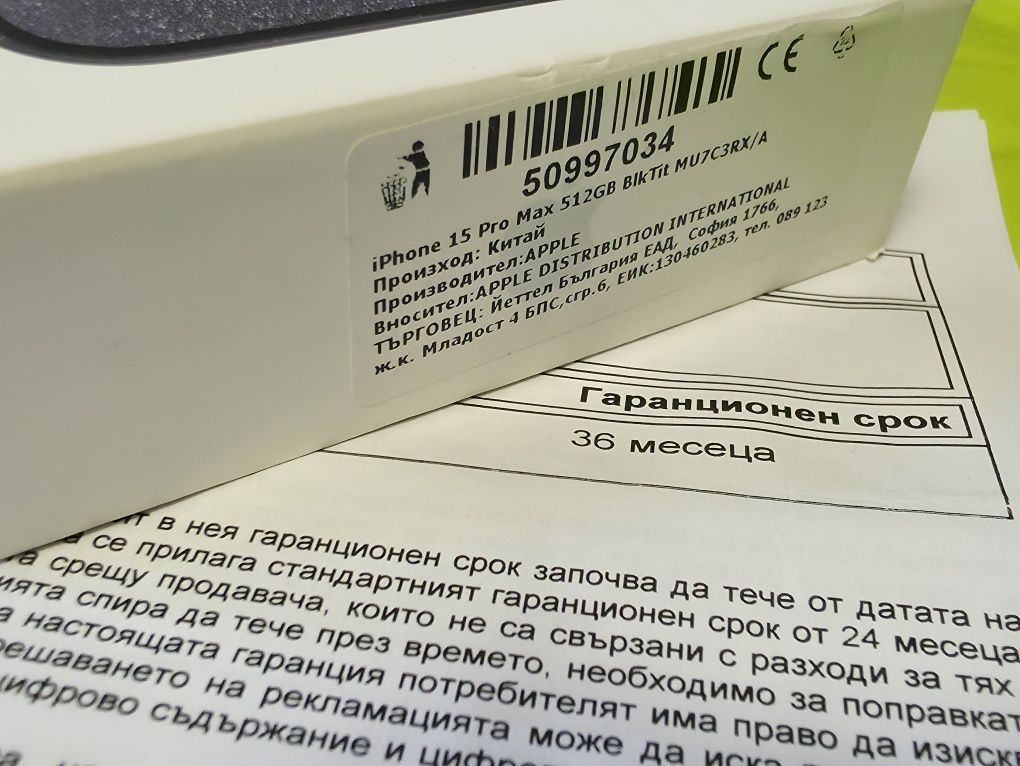 CE
50997034
iPhone 15 Pro Max 512GB BlkTit MU7C3RX/A
Произход: Китай
Производител:APPLE
Вносител:APPLE DISTRIBUTION INTERNATIONAL
ТЪРГОВЕЦ: Йеттел България ЕАД, София 1766,
ж.к. Младост 4 БПС,сгр.6, ЕИК:130460283, тел. 089 123
Гаранционен срок
36 месеца
в нея гаранционен срок започва да тече от датата на
се прилага стандартният гаранционен срок от 24 месеца
срещу продавача, които не са свързани с разходи за тях
спира да тече през времето, необходимо за поправкат
настоящата гаранция потребителят има право да изиск
решаването на рекламацията може да иска
цифрово съдържание и цифро